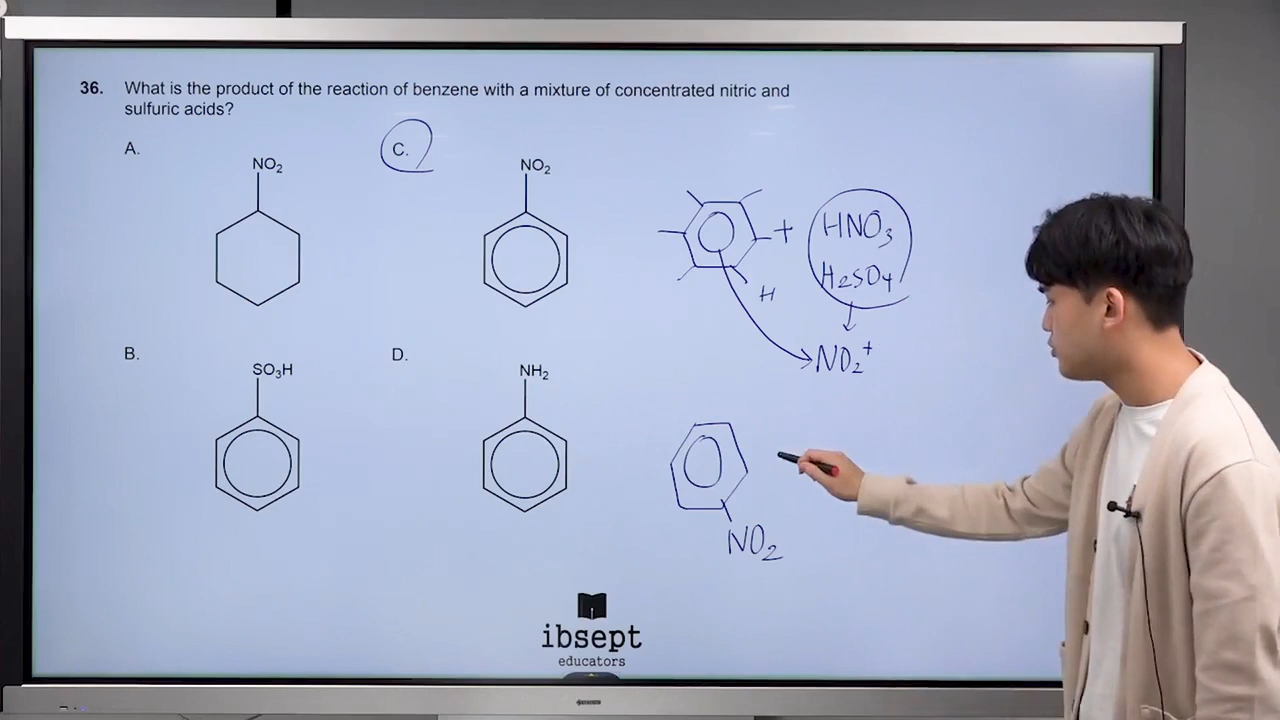 36. What is the product of the reaction of benzene with a mixture of concentrated nitric and
sulfuric acids?
A.
NO₂
C.
NO₂
B.
SO₃H
D.
NH₂
+
HNO₃
H₂SO₄
H
NO₂⁺
NO₂
ibsept
educators